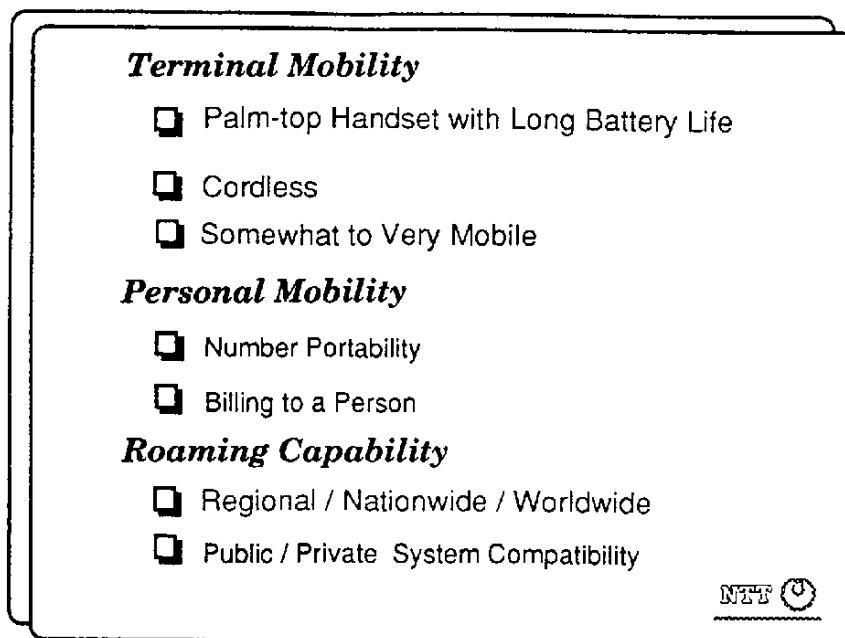 Terminal Mobility
Palm-top Handset with Long Battery Life
Cordless
Somewhat to Very Mobile
Personal Mobility
Number Portability
Billing to a Person
Roaming Capability
Regional / Nationwide / Worldwide
Public / Private System Compatibility
NTT